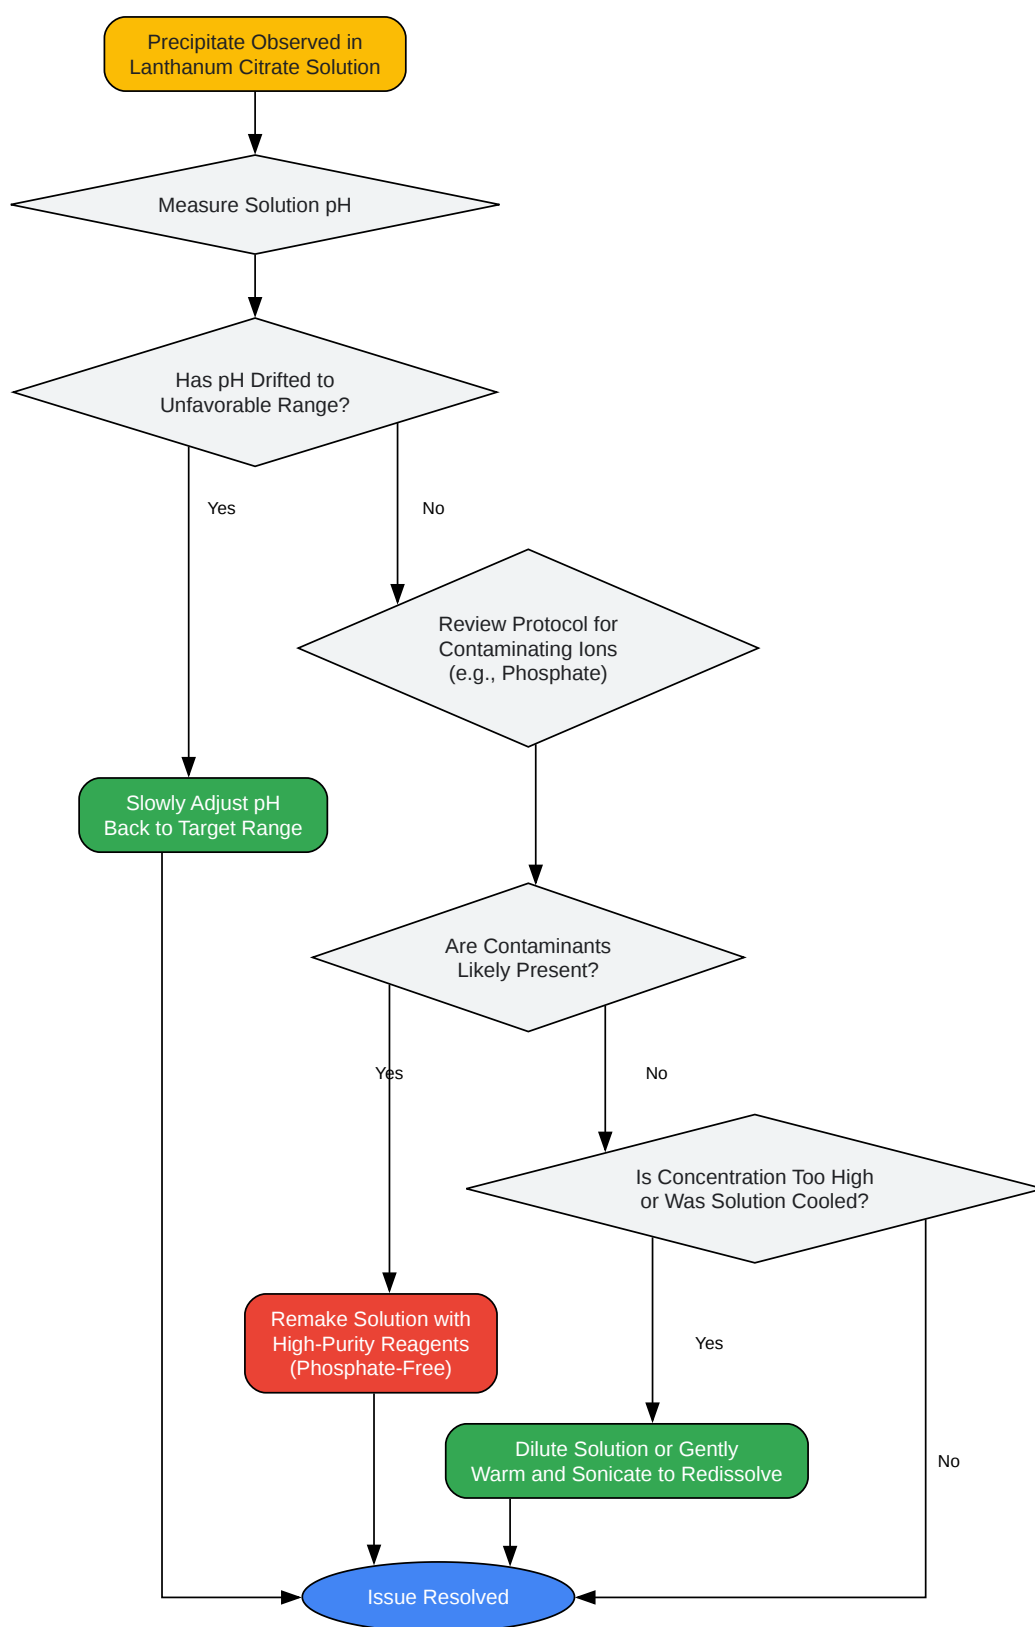 Precipitate Observed in
Lanthanum Citrate Solution
Measure Solution pH
Has pH Drifted to
Unfavorable Range?
Yes
No
Review Protocol for
Contaminating Ions
(e.g., Phosphate)
Slowly Adjust pH
Back to Target Range
Are Contaminants
Likely Present?
Yes
No
Is Concentration Too High
or Was Solution Cooled?
Remake Solution with
High-Purity Reagents
(Phosphate-Free)
Yes
Dilute Solution or Gently
Warm and Sonicate to Redissolve
No
Issue Resolved